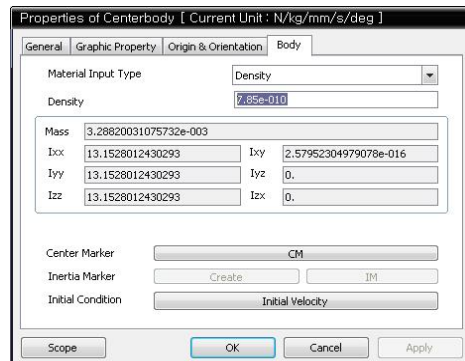 Properties of Centerbody [ Current Unit : N/kg/mm/s/deg ]
General Graphic Property Origin & Orientation Body
Material Input Type Density
Density 7.85e-010
Mass 3.28820031075732e-003
Ixx 13.1528012430293 Ixy 2.57952304979078e-016
Iyy 13.1528012430293 Iyz 0.
Izz 13.1528012430293 Izx 0.
Center Marker CM
Inertia Marker Create IM
Initial Condition Initial Velocity
Scope OK Cancel Apply